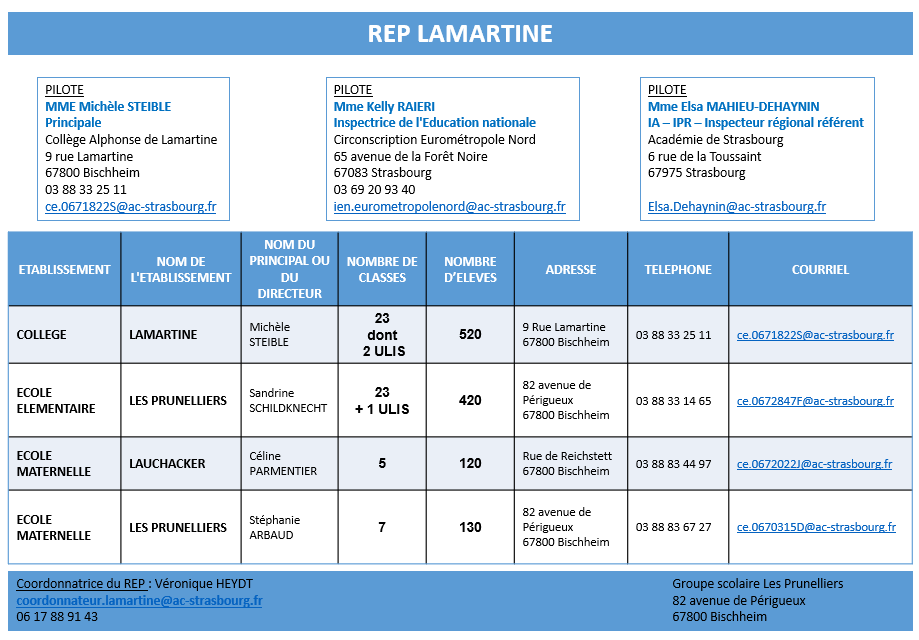 REP LAMARTINE
PILOTE
MME Michèle STEIBLE
Principale
Collège Alphonse de Lamartine
9 rue Lamartine
67800 Bischheim
03 88 33 25 11
ce.0671822S@ac-strasbourg.fr
PILOTE
Mme Kelly RAIERI
Inspectrice de l'Education nationale
Circonscription Eurométropole Nord
65 avenue de la Forêt Noire
67083 Strasbourg
03 69 20 93 40
ien.eurometropolenord@ac-strasbourg.fr
PILOTE
Mme Elsa MAHIEU-DEHAYNIN
IA – IPR – Inspecteur régional référent
Académie de Strasbourg
6 rue de la Toussaint
67975 Strasbourg
Elsa.Dehaynin@ac-strasbourg.fr
ETABLISSEMENT
NOM DE
L'ETABLISSEMENT
NOM DU
PRINCIPAL OU
DU
DIRECTEUR
NOMBRE DE
CLASSES
NOMBRE
D'ELEVES
ADRESSE
TELEPHONE
COURRIEL
COLLEGE
LAMARTINE
Michèle
STEIBLE
23
dont
2 ULIS
520
9 Rue Lamartine
67800 Bischheim
03 88 33 25 11
ce.0671822S@ac-strasbourg.fr
ECOLE
ELEMENTAIRE
LES PRUNELLIERS
Sandrine
SCHILDKNECHT
23
+ 1 ULIS
420
82 avenue de
Périgueux
67800 Bischheim
03 88 33 14 65
ce.0672847F@ac-strasbourg.fr
ECOLE
MATERNELLE
LAUCHACKER
Céline
PARMENTIER
5
120
Rue de Reichstett
67800 Bischheim
03 88 83 44 97
ce.0672022J@ac-strasbourg.fr
ECOLE
MATERNELLE
LES PRUNELLIERS
Stéphanie
ARBAUD
7
130
82 avenue de
Périgueux
67800 Bischheim
03 88 83 67 27
ce.0670315D@ac-strasbourg.fr
Coordonnatrice du REP : Véronique HEYDT
coordonnateur.lamartine@ac-strasbourg.fr
06 17 88 91 43
Groupe scolaire Les Prunelliers
82 avenue de Périgueux
67800 Bischheim